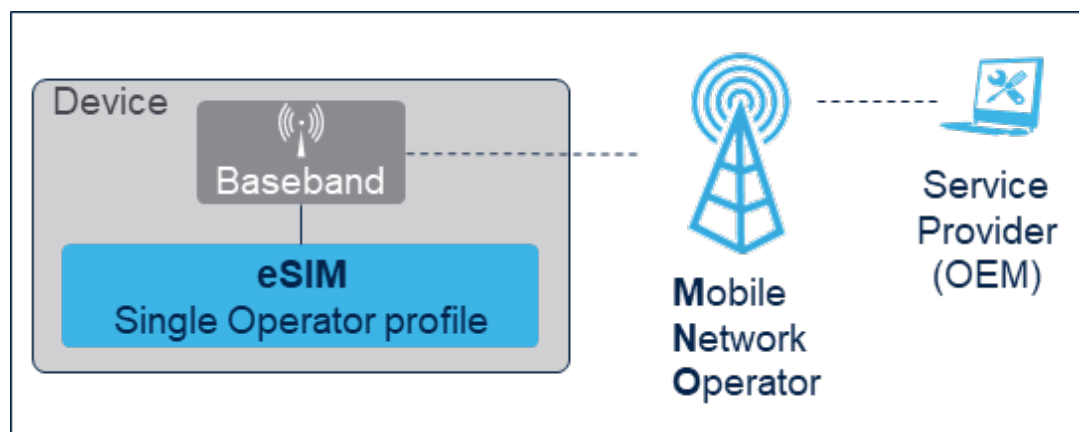 Device
Baseband
eSIM
Single Operator profile
Mobile
Network
Operator
Service
Provider
(OEM)